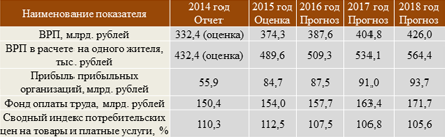 Наименование показателя 2014 год 2015 год 2016 год 2017 год 2018 год
Отчет Оценка Прогноз Прогноз Прогноз
ВРП, млрд. рублей 332,4 (оценка) 374,3 387,6 404,8 426,0
ВРП в расчете на одного жителя,
тыс. рублей 432,4 (оценка) 489,6 509,3 534,1 564,4
Прибыль прибыльных
организаций, млрд. рублей 55,9 84,7 87,5 91,0 93,7
Фонд оплаты труда, млрд. рублей 150,4 154,0 157,7 163,4 171,7
Сводный индекс потребительских
цен на товары и платные услуги, % 110,3 112,5 107,5 106,8 105,6